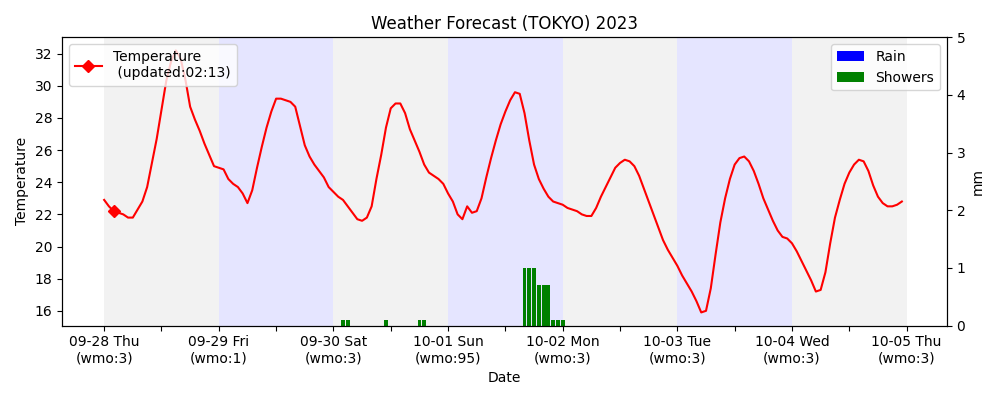 Weather Forecast (TOKYO) 2023
Temperature
(updated:02:13)
Rain
Showers
32
30
28
26
24
22
20
18
16
Temperature
5
4
3
2
1
0
mm
09-28 Thu
(wmo:3)
09-29 Fri
(wmo:1)
09-30 Sat
(wmo:3)
10-01 Sun
(wmo:95)
10-02 Mon
(wmo:3)
10-03 Tue
(wmo:3)
10-04 Wed
(wmo:3)
10-05 Thu
(wmo:3)
Date